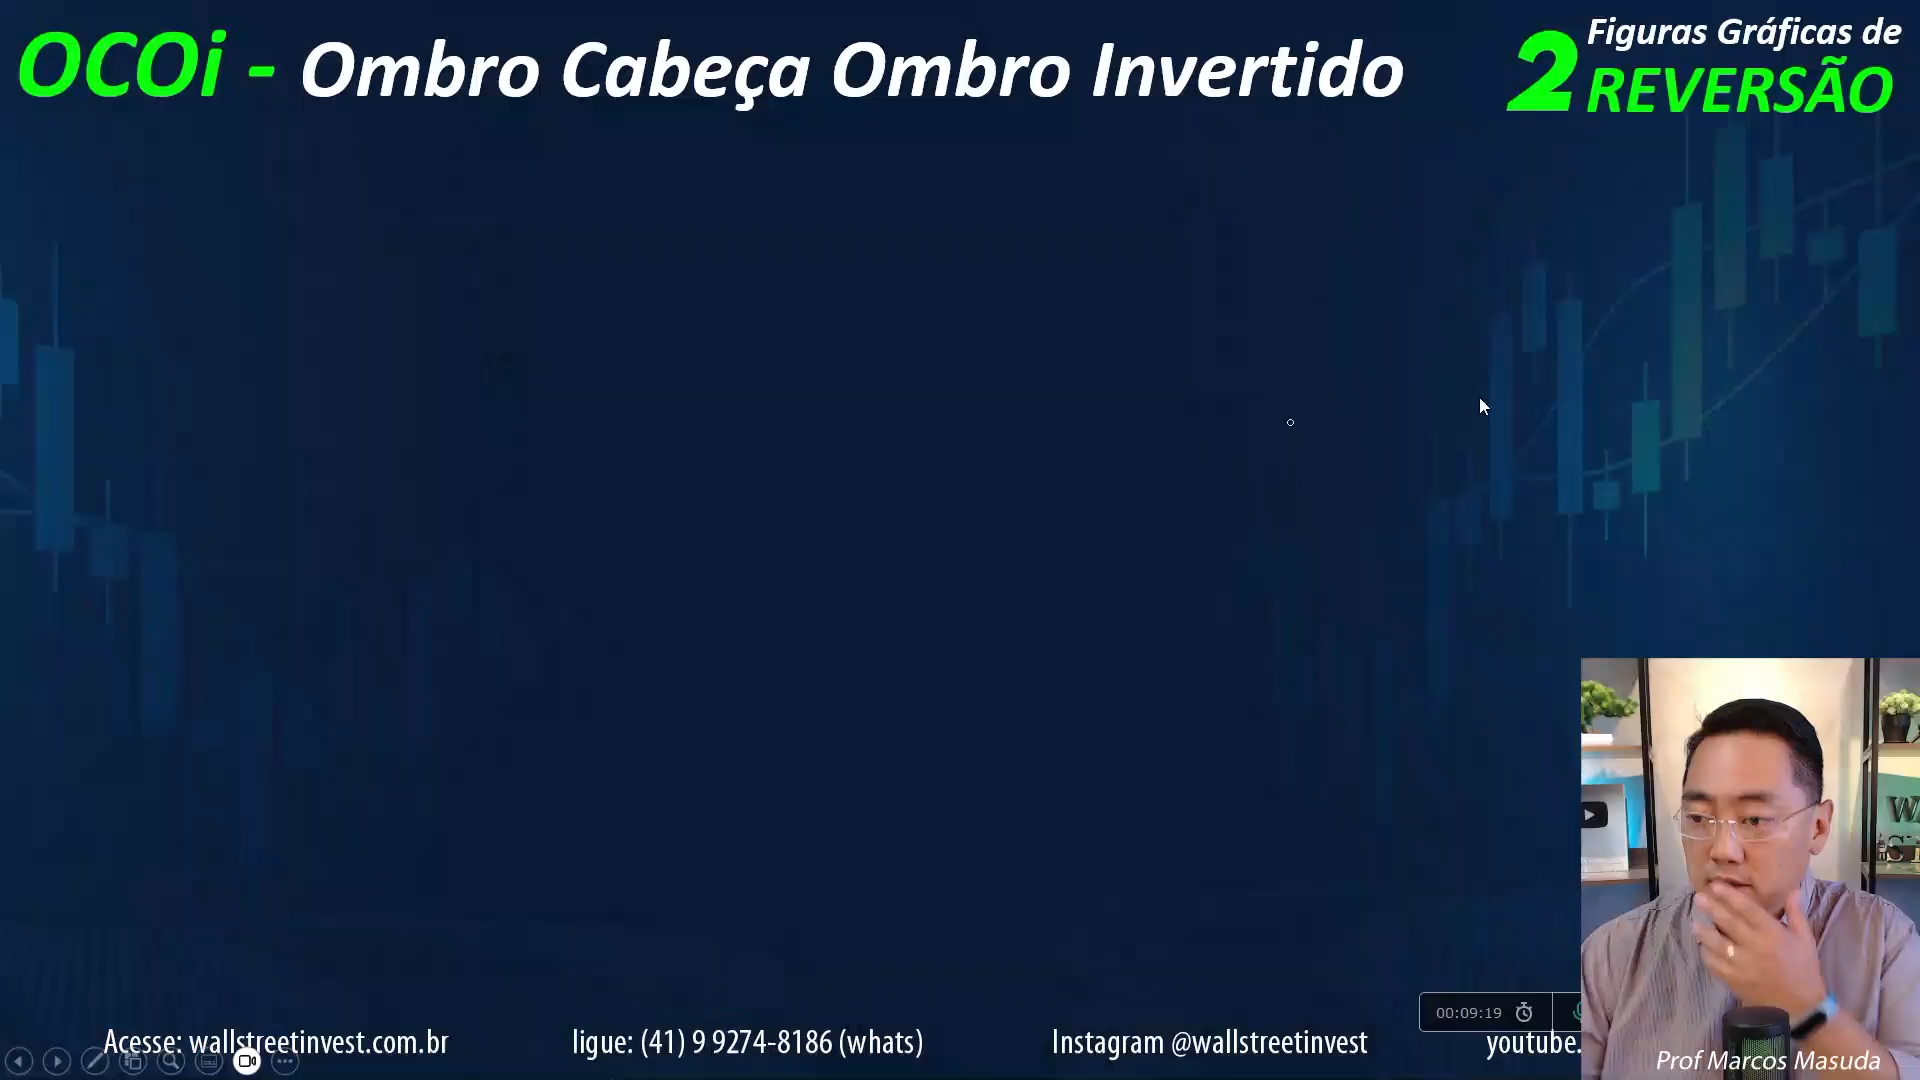 OCOi - Ombro Cabeça Ombro Invertido
2 Figuras Gráficas de
REVERSÃO
00:09:19
Acesse: wallstreetinvest.com.br
ligue: (41) 9 9274-8186 (whats)
Instagram @wallstreetinvest
youtube.
Prof Marcos Masuda